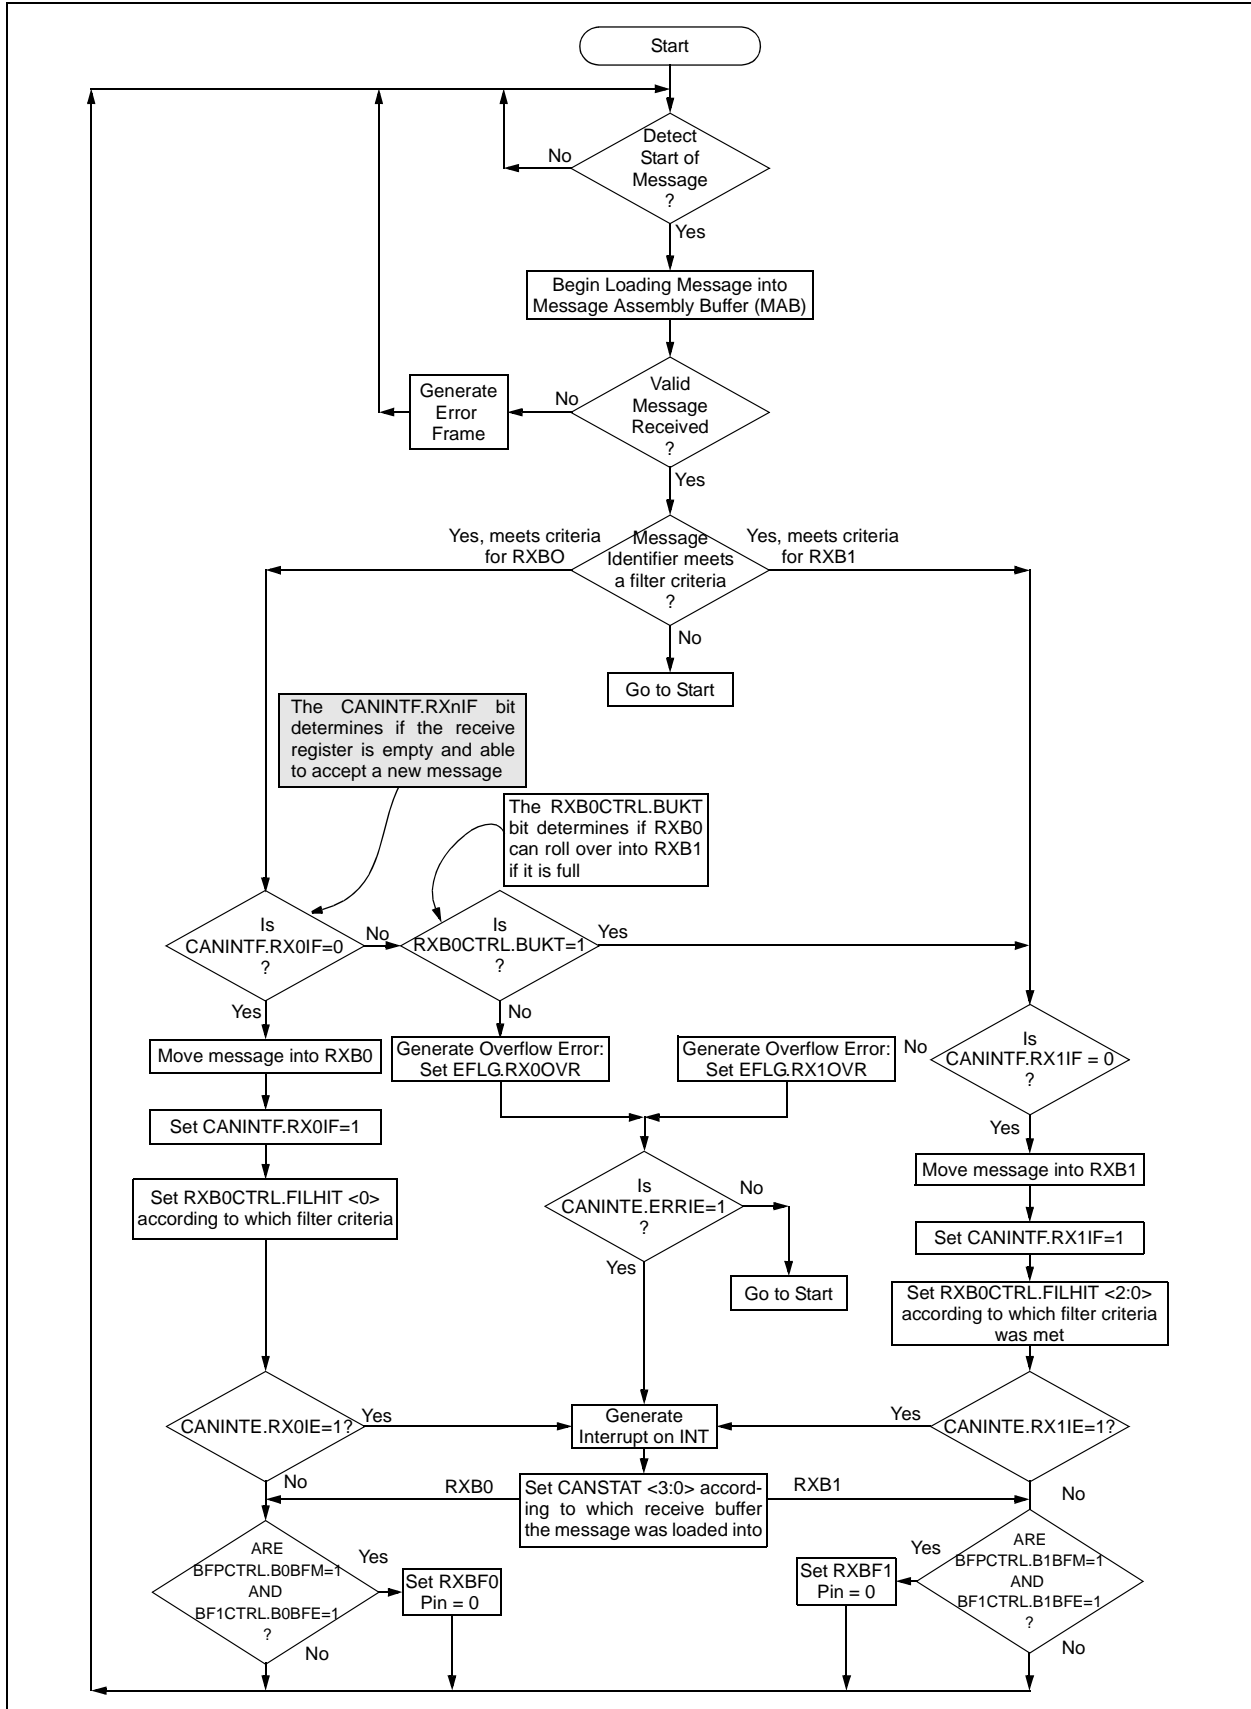 Start
Detect
Start of
Message
?
No
Yes
Begin Loading Message into
Message Assembly Buffer (MAB)
Valid
Message
Received
?
No
Generate
Error
Frame
Yes
Message
Identifier meets
a filter criteria
?
Yes, meets criteria
for RXBO
Yes, meets criteria
for RXB1
No
Go to Start
The CANINTF.RXnIF bit
determines if the receive
register is empty and able
to accept a new message
The RXB0CTRL.BUKT
bit determines if RXB0
can roll over into RXB1
if it is full
Is
CANINTF.RX0IF=0
?
No
Is
RXB0CTRL.BUKT=1
?
Yes
Yes
No
Is
CANINTF.RX1IF = 0
?
No
Yes
Move message into RXB0
Generate Overflow Error:
Set EFLG.RX0OVR
Generate Overflow Error:
Set EFLG.RX1OVR
Set CANINTF.RX0IF=1
Move message into RXB1
Set RXB0CTRL.FILHIT <0>
according to which filter criteria
Is
CANINTE.ERRIE=1
?
No
Yes
Go to Start
Set CANINTF.RX1IF=1
Set RXB0CTRL.FILHIT <2:0>
according to which filter criteria
was met
CANINTE.RX0IE=1?
Yes
Generate
Interrupt on INT
Yes
CANINTE.RX1IE=1?
No
No
RXB0
Set CANSTAT <3:0> accord-
ing to which receive buffer
the message was loaded into
RXB1
ARE
BFPCTRL.B0BFM=1
AND
BF1CTRL.B0BFE=1
?
Yes
Set RXBF0
Pin = 0
No
Set RXBF1
Pin = 0
Yes
ARE
BFPCTRL.B1BFM=1
AND
BF1CTRL.B1BFE=1
?
No